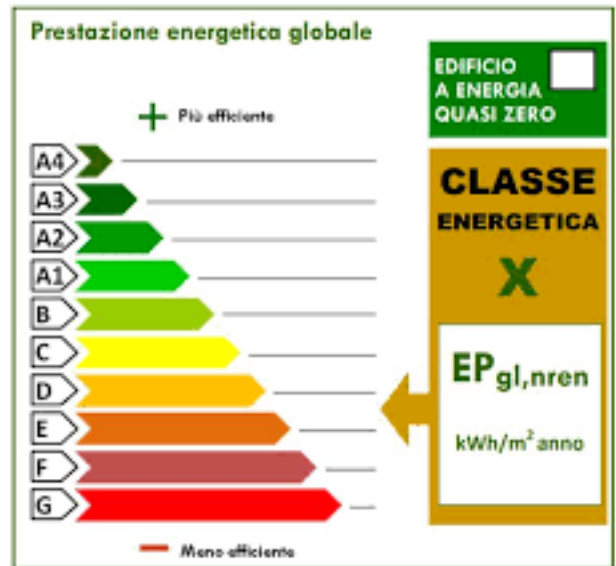 Prestazione energetica globale
EDIFICIO
A ENERGIA
QUASI ZERO
+ Più efficiente
A4
A3
A2
A1
B
C
D
E
F
G
— Meno efficiente
CLASSE
ENERGETICA
X
EPgl,nren
kWh/m² anno